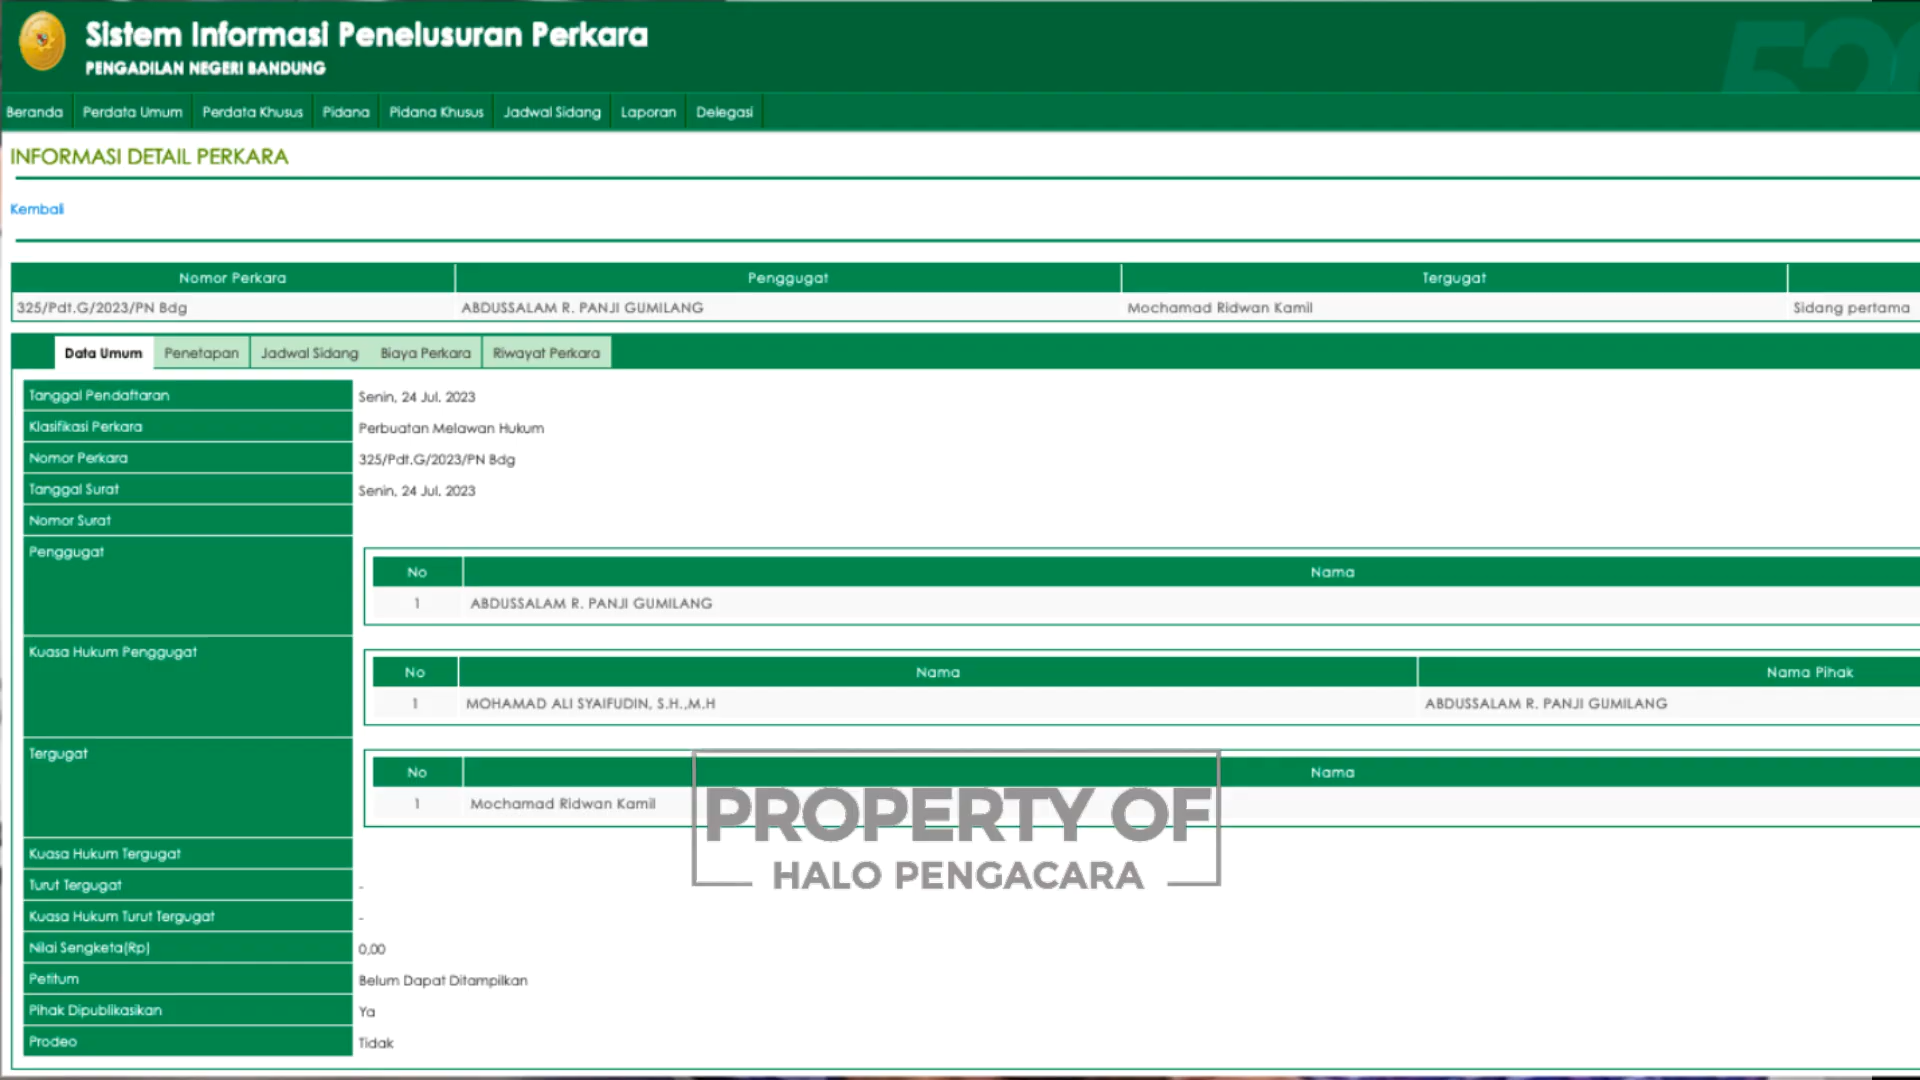 Sistem Informasi Penelusuran Perkara
PENGADILAN NEGERI BANDUNG
Beranda Perdata Umum Perdata Khusus Pidana Pidana Khusus Jadwal Sidang Laporan Delegasi
INFORMASI DETAIL PERKARA
Kembali
Nomor Perkara Penggugat Tergugat
325/Pdt.G/2023/PN Bdg ABDUSSALAM R. PANJI GUMILANG Mochamad Ridwan Kamil Sidang pertama
Data Umum Penetapan Jadwal Sidang Biaya Perkara Riwayat Perkara
Tanggal Pendaftaran Senin, 24 Jul. 2023
Klasifikasi Perkara Perbuatan Melawan Hukum
Nomor Perkara 325/Pdt.G/2023/PN Bdg
Tanggal Surat Senin, 24 Jul. 2023
Nomor Surat
Penggugat
No Nama
1 ABDUSSALAM R. PANJI GUMILANG
Kuasa Hukum Penggugat
No Nama Nama Pihak
1 MOHAMAD ALI SYAIFUDIN, S.H.,M.H ABDUSSALAM R. PANJI GUMILANG
Tergugat
No Nama
1 Mochamad Ridwan Kamil
PROPERTY OF
HALO PENGACARA
Kuasa Hukum Tergugat
Turut Tergugat -
Kuasa Hukum Turut Tergugat -
Nilai Sengketa(Rp) 0,00
Petitum Belum Dapat Ditampilkan
Pihak Dipublikasikan Ya
Prodeo Tidak